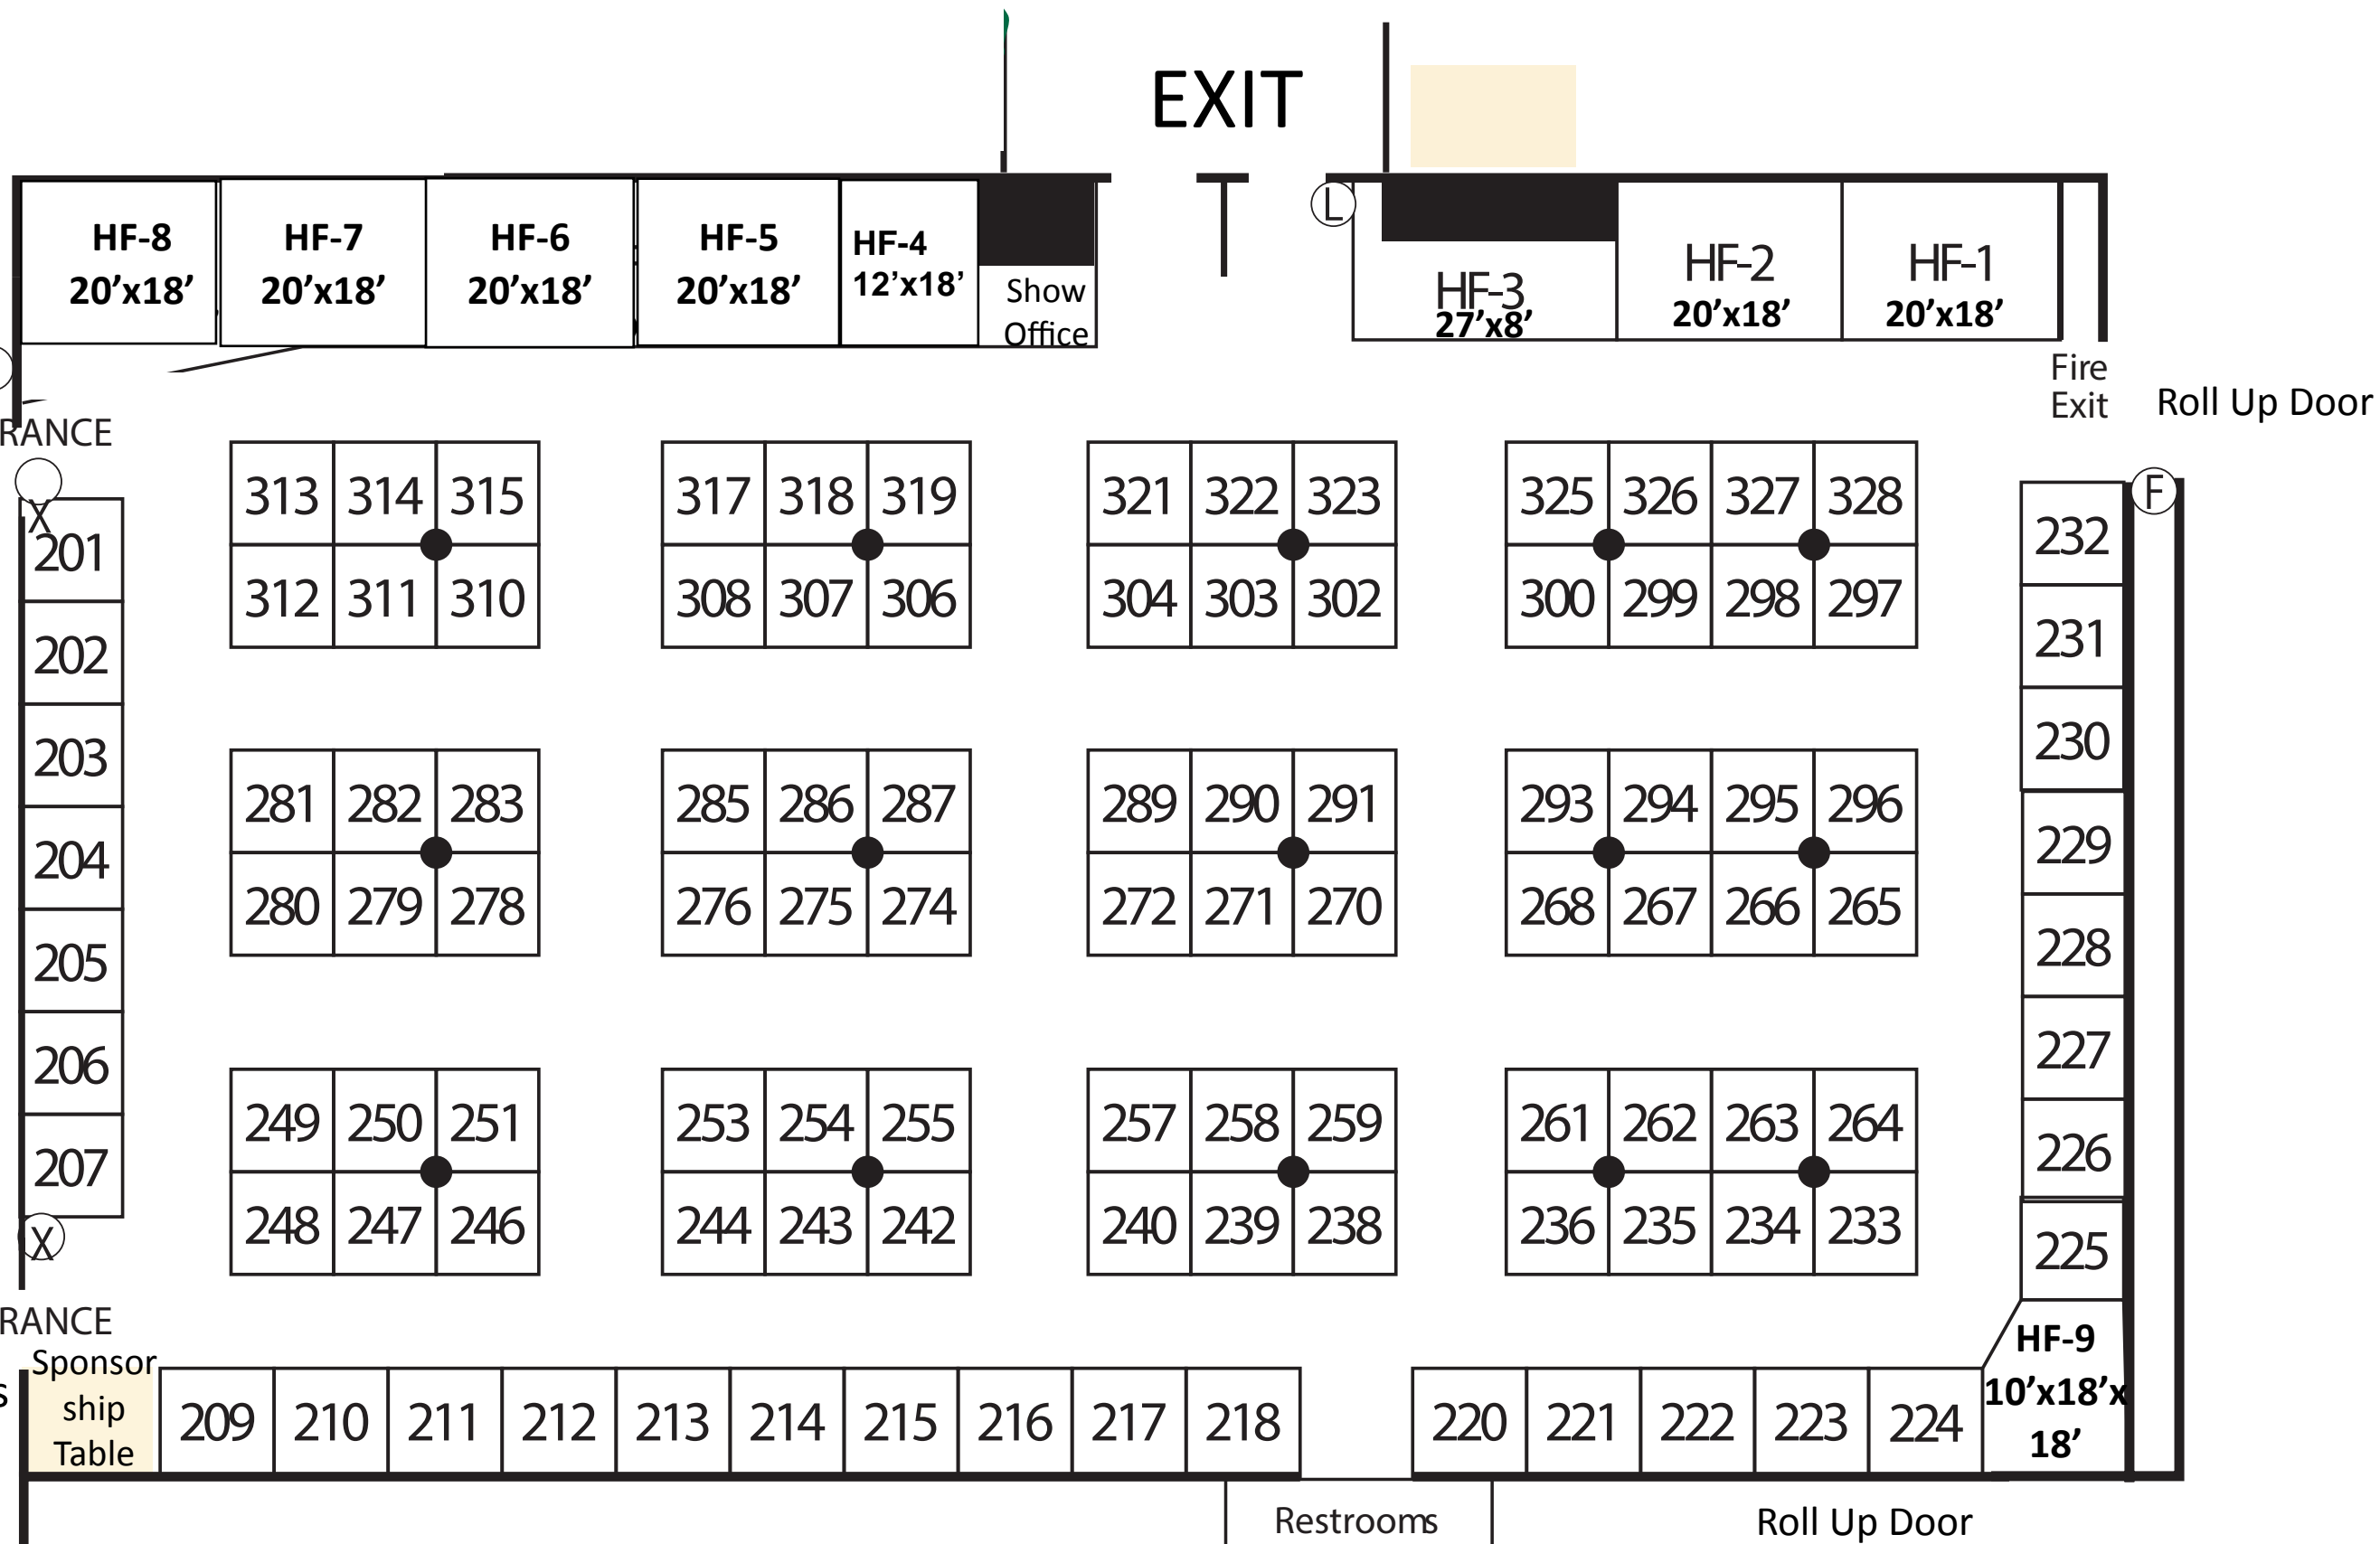 EXIT
L
HF-8
20'x18'
HF-7
20'x18'
HF-6
20'x18'
HF-5
20'x18'
HF-4
12'x18'
Show
Office
HF-3
27'x8'
HF-2
20'x18'
HF-1
20'x18'
Fire
Exit
Roll Up Door
RANCE
X
F
313 314 315
312 311 310
317 318 319
308 307 306
321 322 323
304 303 302
325 326 327 328
300 299 298 297
201
202
203
204
205
206
207
X
232
231
230
229
228
227
226
225
281 282 283
280 279 278
285 286 287
276 275 274
289 290 291
272 271 270
293 294 295 296
268 267 266 265
249 250 251
248 247 246
253 254 255
244 243 242
257 258 259
240 239 238
261 262 263 264
236 235 234 233
RANCE
s
Sponsor
ship
Table
209 210 211 212 213 214 215 216 217 218
220 221 222 223 224
HF-9
10'x18'x
18'
Restrooms
Roll Up Door